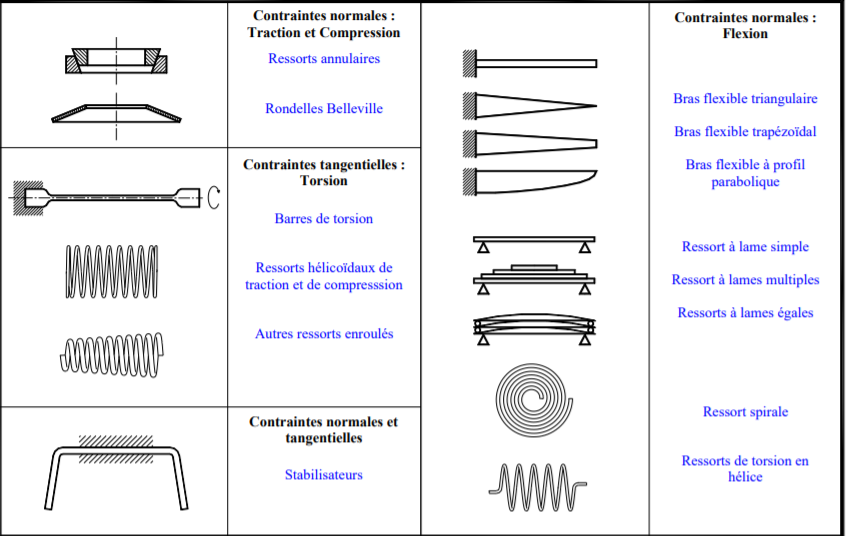 Contraintes normales :
Traction et Compression
Ressorts annulaires
Rondelles Belleville
Contraintes tangentielles :
Torsion
Barres de torsion
Ressorts hélicoïdaux de
traction et de compresssion
Autres ressorts enroulés
Contraintes normales et
tangentielles
Stabilisateurs
Contraintes normales :
Flexion
Bras flexible triangulaire
Bras flexible trapézoïdal
Bras flexible à profil
parabolique
Ressort à lame simple
Ressort à lames multiples
Ressorts à lames égales
Ressort spirale
Ressorts de torsion en
hélice